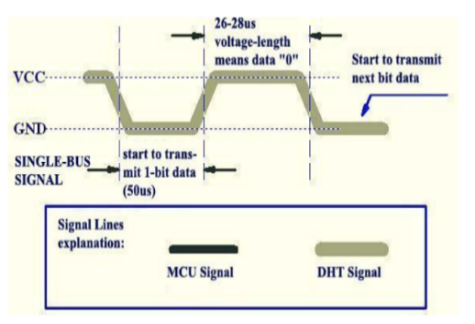 26-28us
voltage-length
means data "0"
Start to transmit
next bit data
VCC
GND
SINGLE-BUS
SIGNAL
start to trans-
mit 1-bit data
(50us)
Signal Lines
explanation:
MCU Signal
DHT Signal